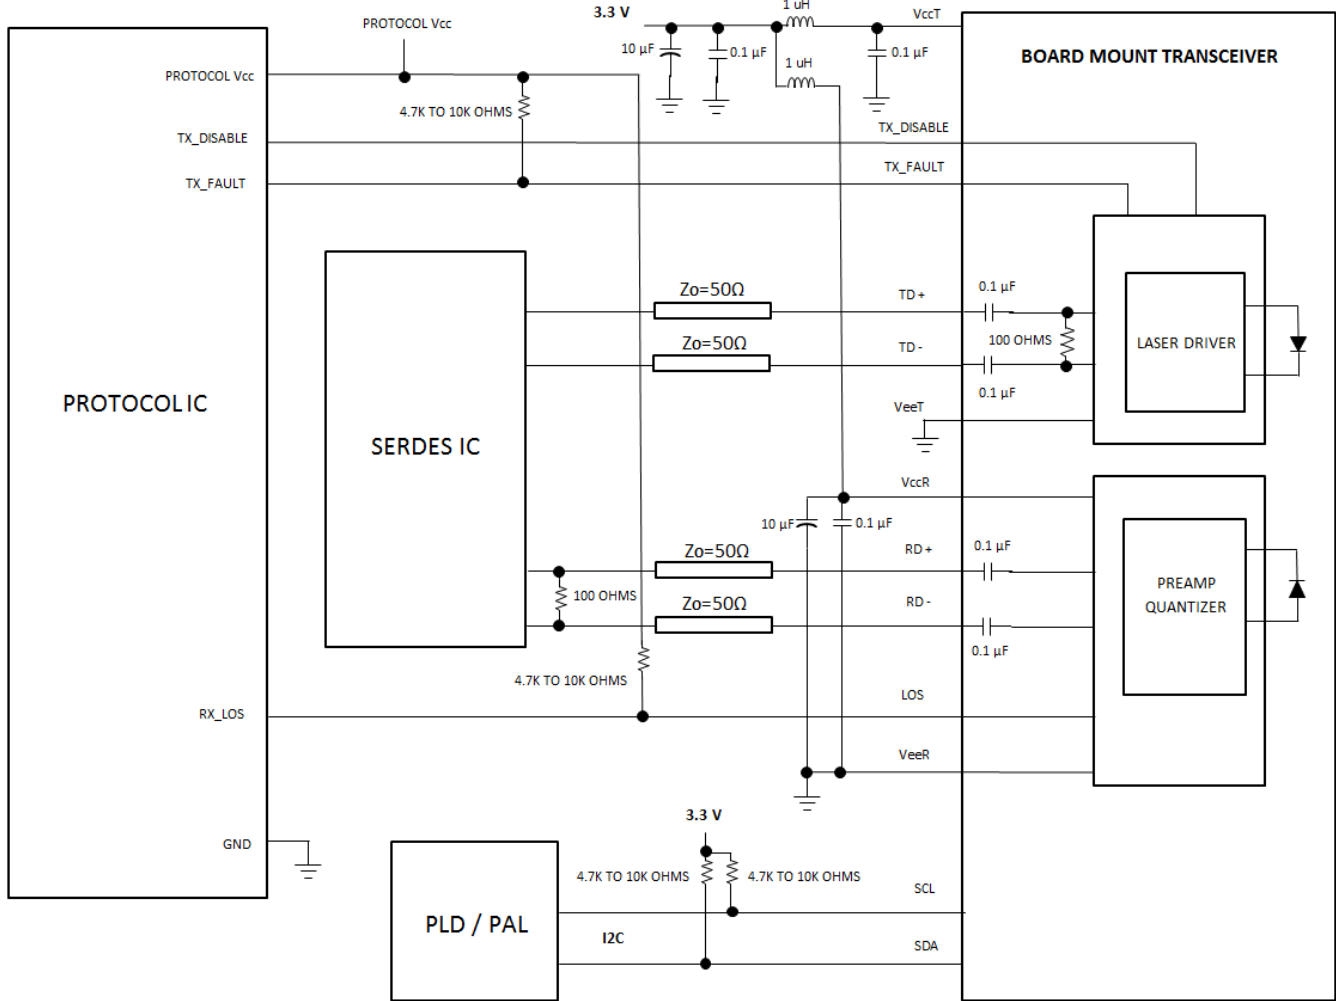 1 uH
3.3 V
VccT
PROTOCOL Vcc
10 µF
0.1 µF
0.1 µF
BOARD MOUNT TRANSCEIVER
1 uH
PROTOCOL Vcc
4.7K TO 10K OHMS
TX_DISABLE
TX_DISABLE
TX_FAULT
TX_FAULT
Zo=50Ω
TD +
0.1 µF
Zo=50Ω
TD -
100 OHMS
LASER DRIVER
0.1 µF
PROTOCOL IC
VeeT
SERDES IC
VccR
10 µF
0.1 µF
Zo=50Ω
RD +
0.1 µF
PREAMP
QUANTIZER
100 OHMS
Zo=50Ω
RD -
0.1 µF
4.7K TO 10K OHMS
RX_LOS
LOS
VeeR
3.3 V
GND
4.7K TO 10K OHMS
4.7K TO 10K OHMS
SCL
PLD / PAL
I2C
SDA